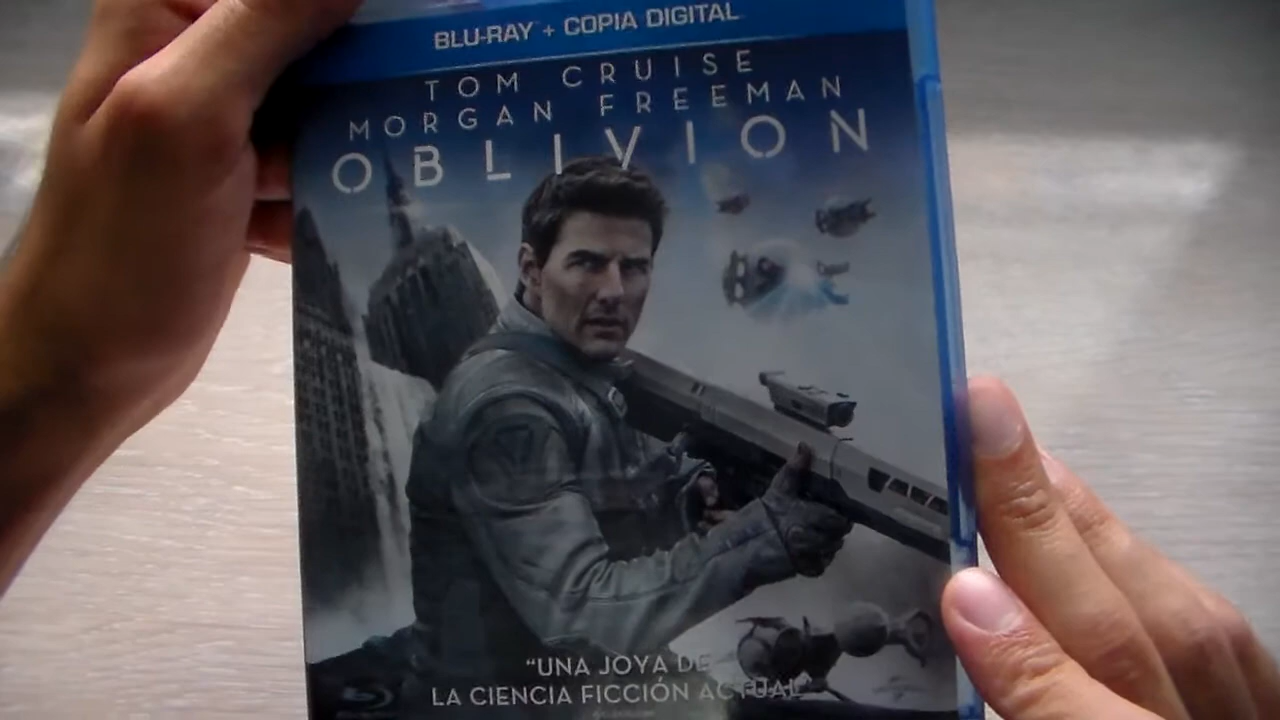 BLU-RAY + COPIA DIGITAL
TOM CRUISE
MORGAN FREEMAN
OBLIVION
"UNA JOYA DE
LA CIENCIA FICCIÓN ACTUAL"